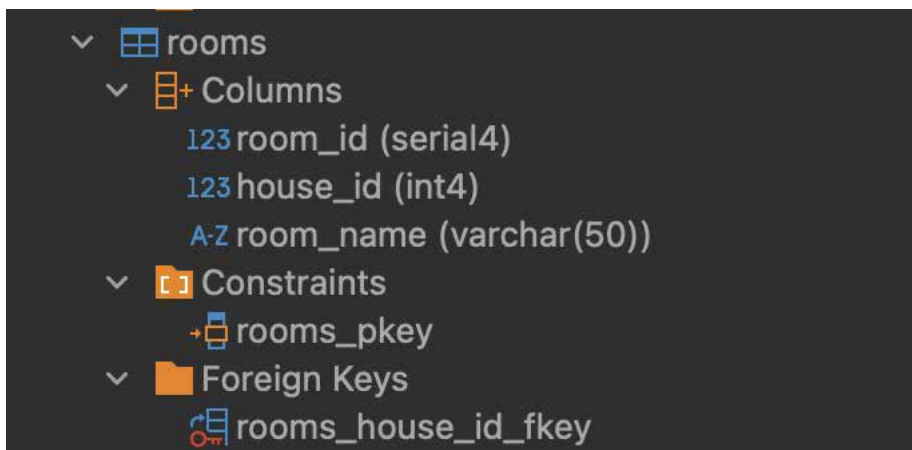 rooms
Columns
123 room_id (serial4)
123 house_id (int4)
A-Z room_name (varchar(50))
Constraints
rooms_pkey
Foreign Keys
rooms_house_id_fkey